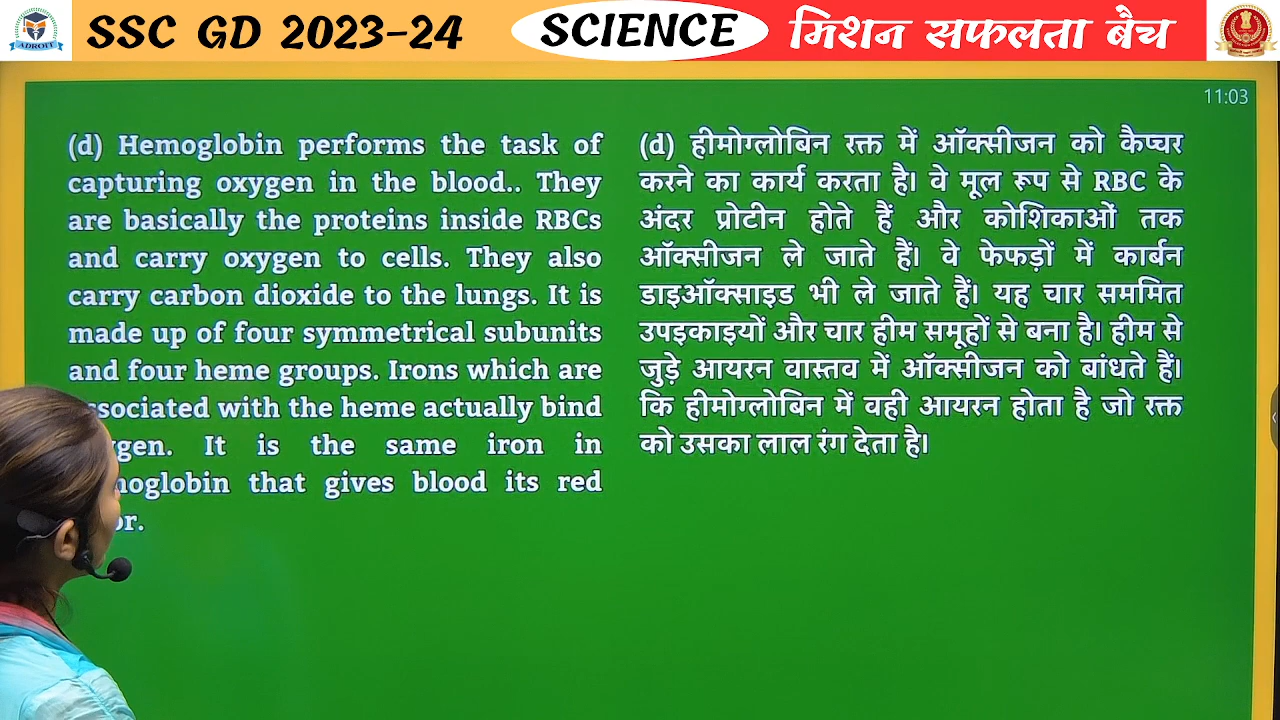 SSC GD 2023-24
SCIENCE
मिशन सफलता बैच
ADROIT
11:03
(d) Hemoglobin performs the task of
capturing oxygen in the blood.. They
are basically the proteins inside RBCs
and carry oxygen to cells. They also
carry carbon dioxide to the lungs. It is
made up of four symmetrical subunits
and four heme groups. Irons which are
ssociated with the heme actually bind
gen. It is the same iron in
moglobin that gives blood its red
or.
(d) हीमोग्लोबिन रक्त में ऑक्सीजन को कैप्चर
करने का कार्य करता है। वे मूल रूप से RBC के
अंदर प्रोटीन होते हैं और कोशिकाओं तक
ऑक्सीजन ले जाते हैं। वे फेफड़ों में कार्बन
डाइऑक्साइड भी ले जाते हैं। यह चार सममित
उपइकाइयों और चार हीम समूहों से बना है। हीम से
जुड़े आयरन वास्तव में ऑक्सीजन को बांधते हैं।
कि हीमोग्लोबिन में वही आयरन होता है जो रक्त
को उसका लाल रंग देता है।